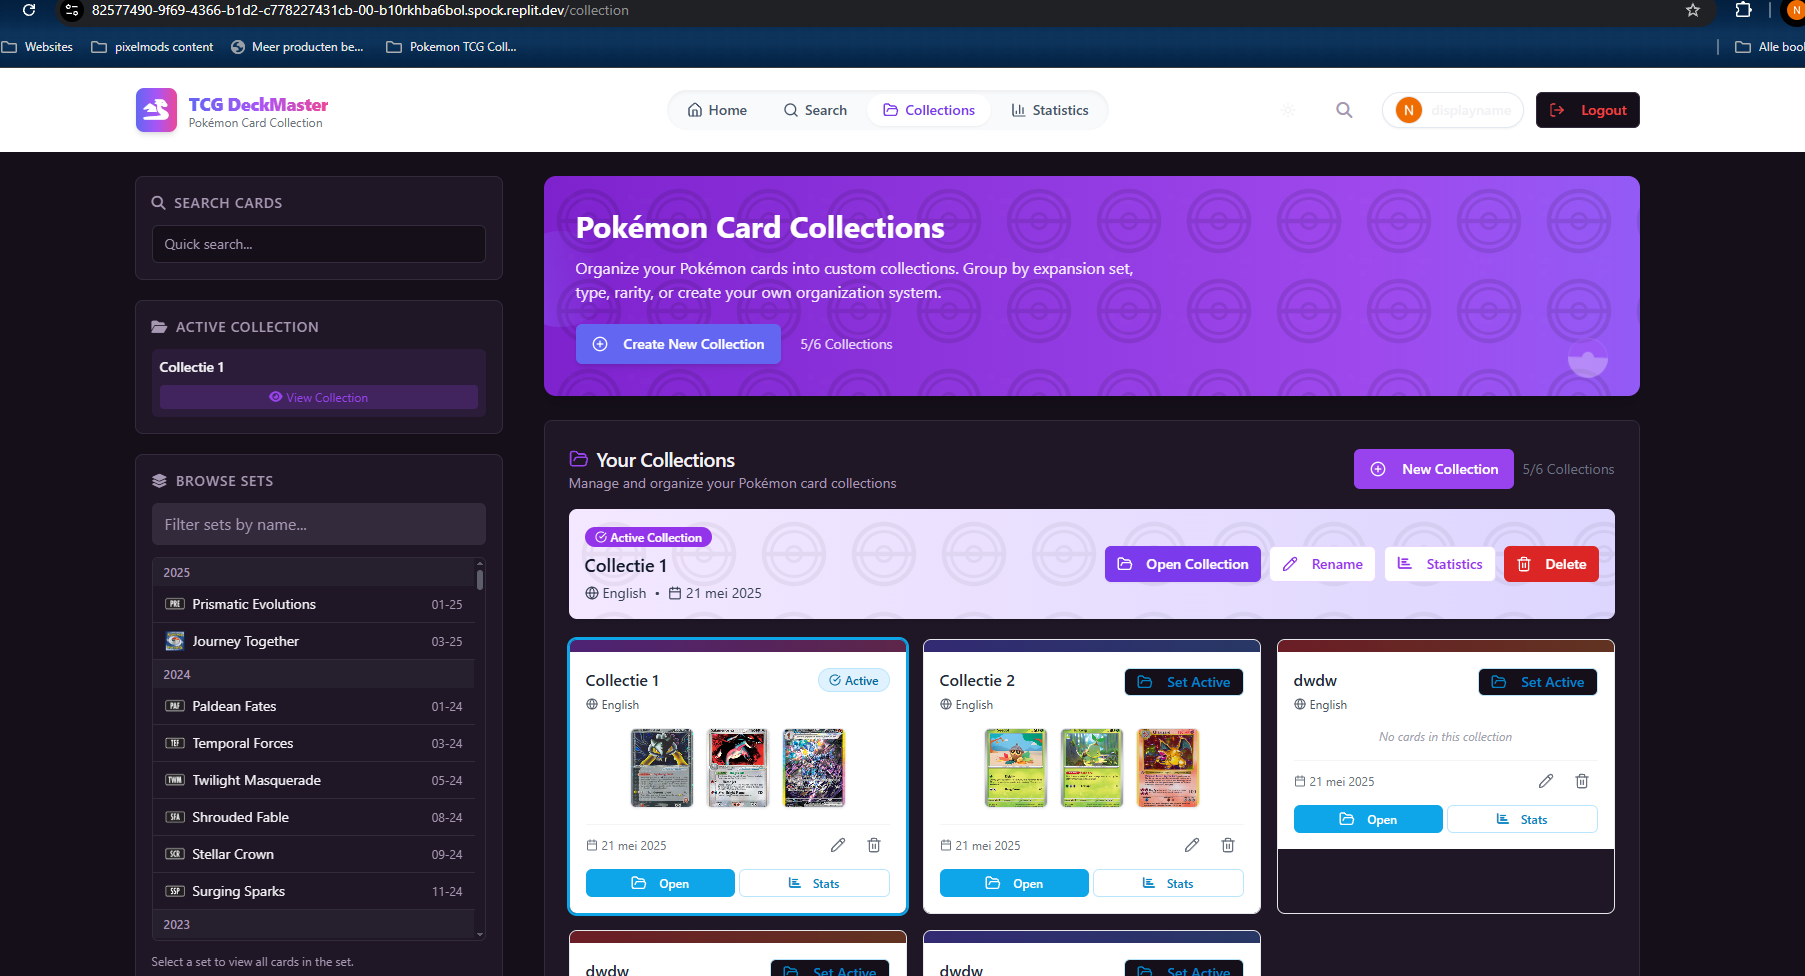 82577490-9f69-4366-b1d2-c778227431cb-00-b10rkhba6bol.spock.replit.dev/collection
N
Websites
pixelmods content
Meer producten be...
Pokemon TCG Coll...
Alle bool
TCG DeckMaster
Pokémon Card Collection
Home
Search
Collections
Statistics
N
displayname
Logout
SEARCH CARDS
Quick search...
ACTIVE COLLECTION
Collectie 1
View Collection
BROWSE SETS
Filter sets by name...
2025
PRE Prismatic Evolutions 01-25
Journey Together 03-25
2024
PAF Paldean Fates 01-24
TEF Temporal Forces 03-24
TWM Twilight Masquerade 05-24
SFA Shrouded Fable 08-24
SCR Stellar Crown 09-24
SSP Surging Sparks 11-24
2023
Select a set to view all cards in the set.
Pokémon Card Collections
Organize your Pokémon cards into custom collections. Group by expansion set,
type, rarity, or create your own organization system.
Create New Collection
5/6 Collections
Your Collections
Manage and organize your Pokémon card collections
New Collection
5/6 Collections
Active Collection
Collectie 1
English • 21 mei 2025
Open Collection
Rename
Statistics
Delete
Collectie 1
Active
English
21 mei 2025
Open
Stats
Collectie 2
Set Active
English
21 mei 2025
Open
Stats
dwdw
Set Active
English
No cards in this collection
21 mei 2025
Open
Stats
dwdw
Set Active
dwdw
Set Active